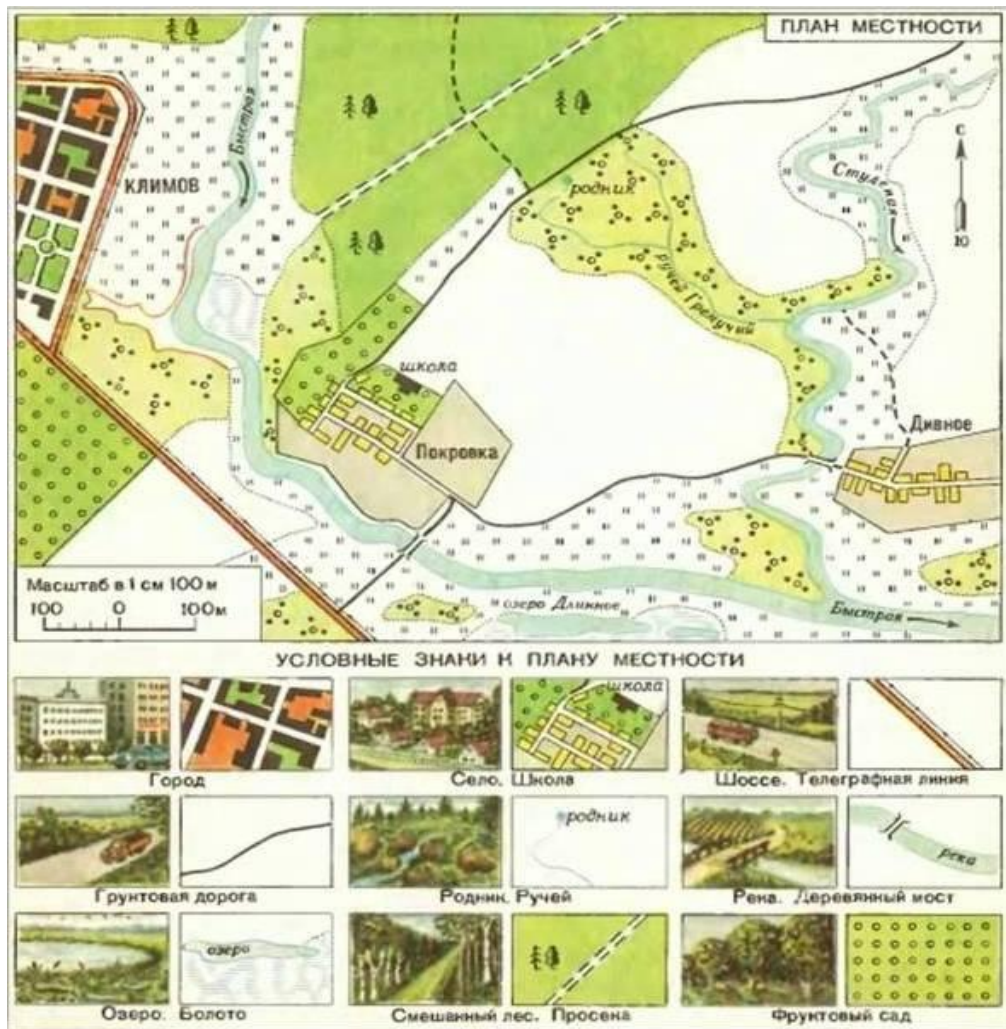 ПЛАН МЕСТНОСТИ
Быстрая
КЛИМОВ
родник
Студеная
С
Ю
ручей Гремучий
школа
Покровка
Дивное
Масштаб в 1 см 100 м
100 0 100м
озеро Длинное
Быстрая
УСЛОВНЫЕ ЗНАКИ К ПЛАНУ МЕСТНОСТИ
школа
Город
Село. Школа
Шоссе. Телеграфная линия
родник
река
Грунтовая дорога
Родник. Ручей
Река. Деревянный мост
озеро
Озеро. Болото
Смешанный лес. Просека
Фруктовый сад